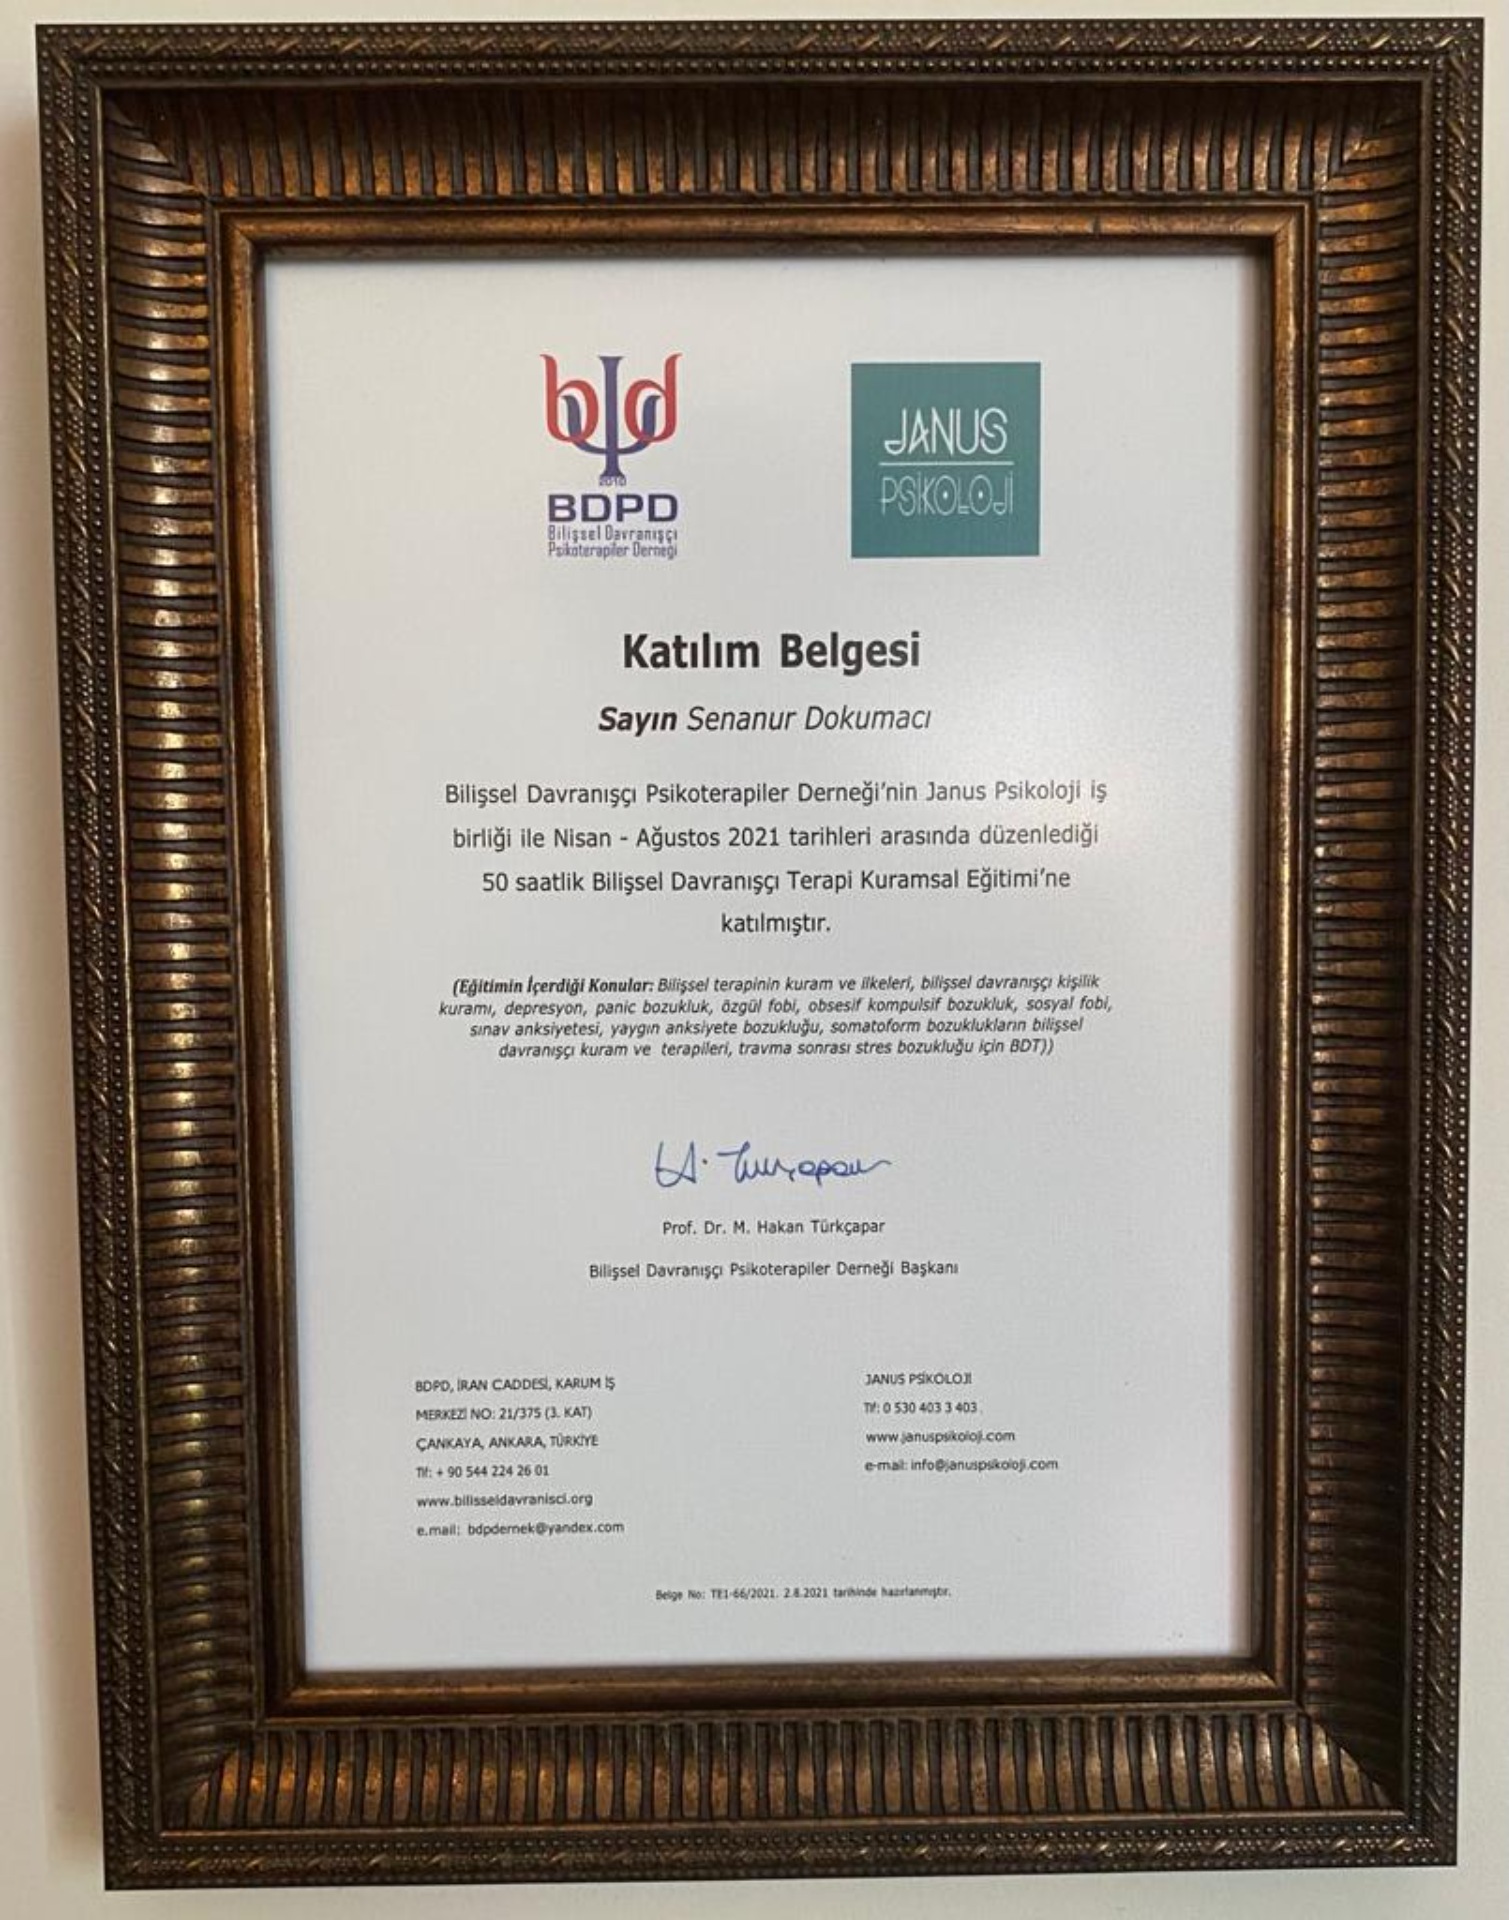 2010
BDPD
Bilişsel Davranışçı
Psikoterapiler Derneği
JANUS
PSİKOLOJİ
Katılım Belgesi
Sayın Senanur Dokumacı
Bilişsel Davranışçı Psikoterapiler Derneği'nin Janus Psikoloji iş
birliği ile Nisan - Ağustos 2021 tarihleri arasında düzenlediği
50 saatlik Bilişsel Davranışçı Terapi Kuramsal Eğitimi'ne
katılmıştır.
(Eğitimin İçerdiği Konular: Bilişsel terapinin kuram ve ilkeleri, bilişsel davranışçı kişilik
kuramı, depresyon, panic bozukluk, özgül fobi, obsesif kompulsif bozukluk, sosyal fobi,
sınav anksiyetesi, yaygın anksiyete bozukluğu, somatoform bozuklukların bilişsel
davranışçı kuram ve terapileri, travma sonrası stres bozukluğu için BDT))
H. Türkçapar
Prof. Dr. M. Hakan Türkçapar
Bilişsel Davranışçı Psikoterapiler Derneği Başkanı
BDPD, İRAN CADDESİ, KARUM İŞ
MERKEZİ NO: 21/375 (3. KAT)
ÇANKAYA, ANKARA, TÜRKİYE
Tlf: + 90 544 224 26 01
www.bilisseldavranisci.org
e.mail: bdpdernek@yandex.com
JANUS PSİKOLOJİ
Tlf: 0 530 403 3 403
www.januspsikoloji.com
e-mail: info@januspsikoloji.com
Belge No: TE1-66/2021. 2.8.2021 tarihinde hazırlanmıştır.